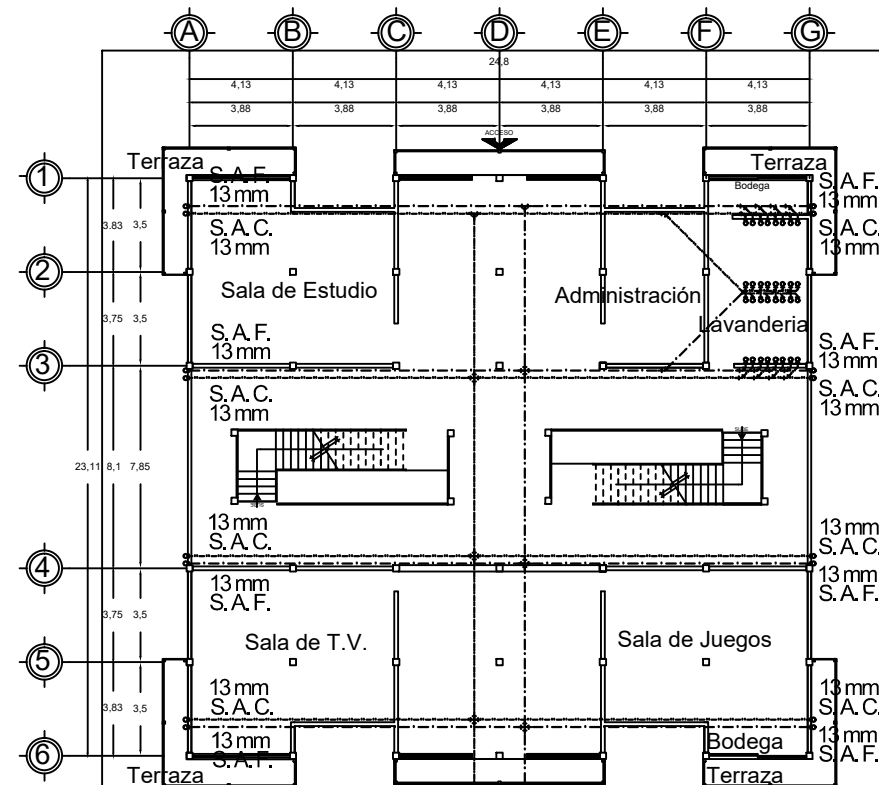 A B C D E F G
24,8
4,13 4,13 4,13 4,13 4,13 4,13
3,88 3,88 3,88 3,88 3,88 3,88
ACCESO
Terraza
Terraza
1
S. A. F.
13 mm
Bodega
S. A. F.
13 mm
3.83 3,5
S. A. C.
13 mm
S. A. C.
13 mm
2
Sala de Estudio
Administración
3,75 3,5
Lavanderia
S. A. F.
13 mm
S. A. F.
13 mm
3
S. A. C.
13 mm
S. A. C.
13 mm
SUBE
23,11 8,1 7,85
SUBE
13 mm
S. A. C.
13 mm
S. A. C.
4
13 mm
S. A. F.
13 mm
S. A. F.
3,75 3,5
Sala de T.V.
Sala de Juegos
5
13 mm
S. A. C.
13 mm
S. A. C.
3,83 3,5
13 mm
S. A. F.
Bodega
13 mm
S. A. F.
6
Terraza
Terraza